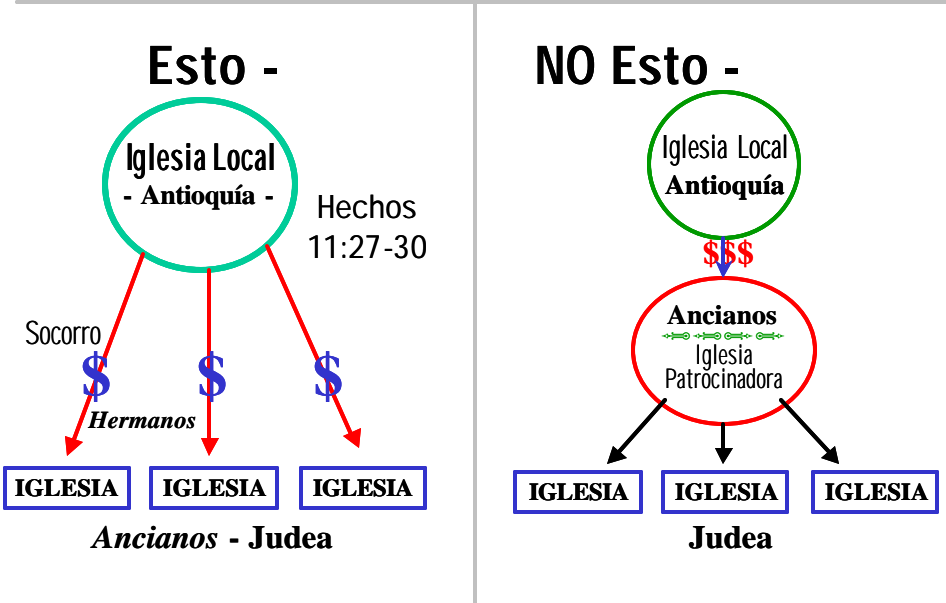 Esto -
Iglesia Local
- Antioquía -
Hechos
11:27-30
Socorro
$ $ $
Hermanos
IGLESIA IGLESIA IGLESIA
Ancianos - Judea
NO Esto -
Iglesia Local
Antioquía
$$$
Ancianos
Iglesia
Patrocinadora
IGLESIA IGLESIA IGLESIA
Judea